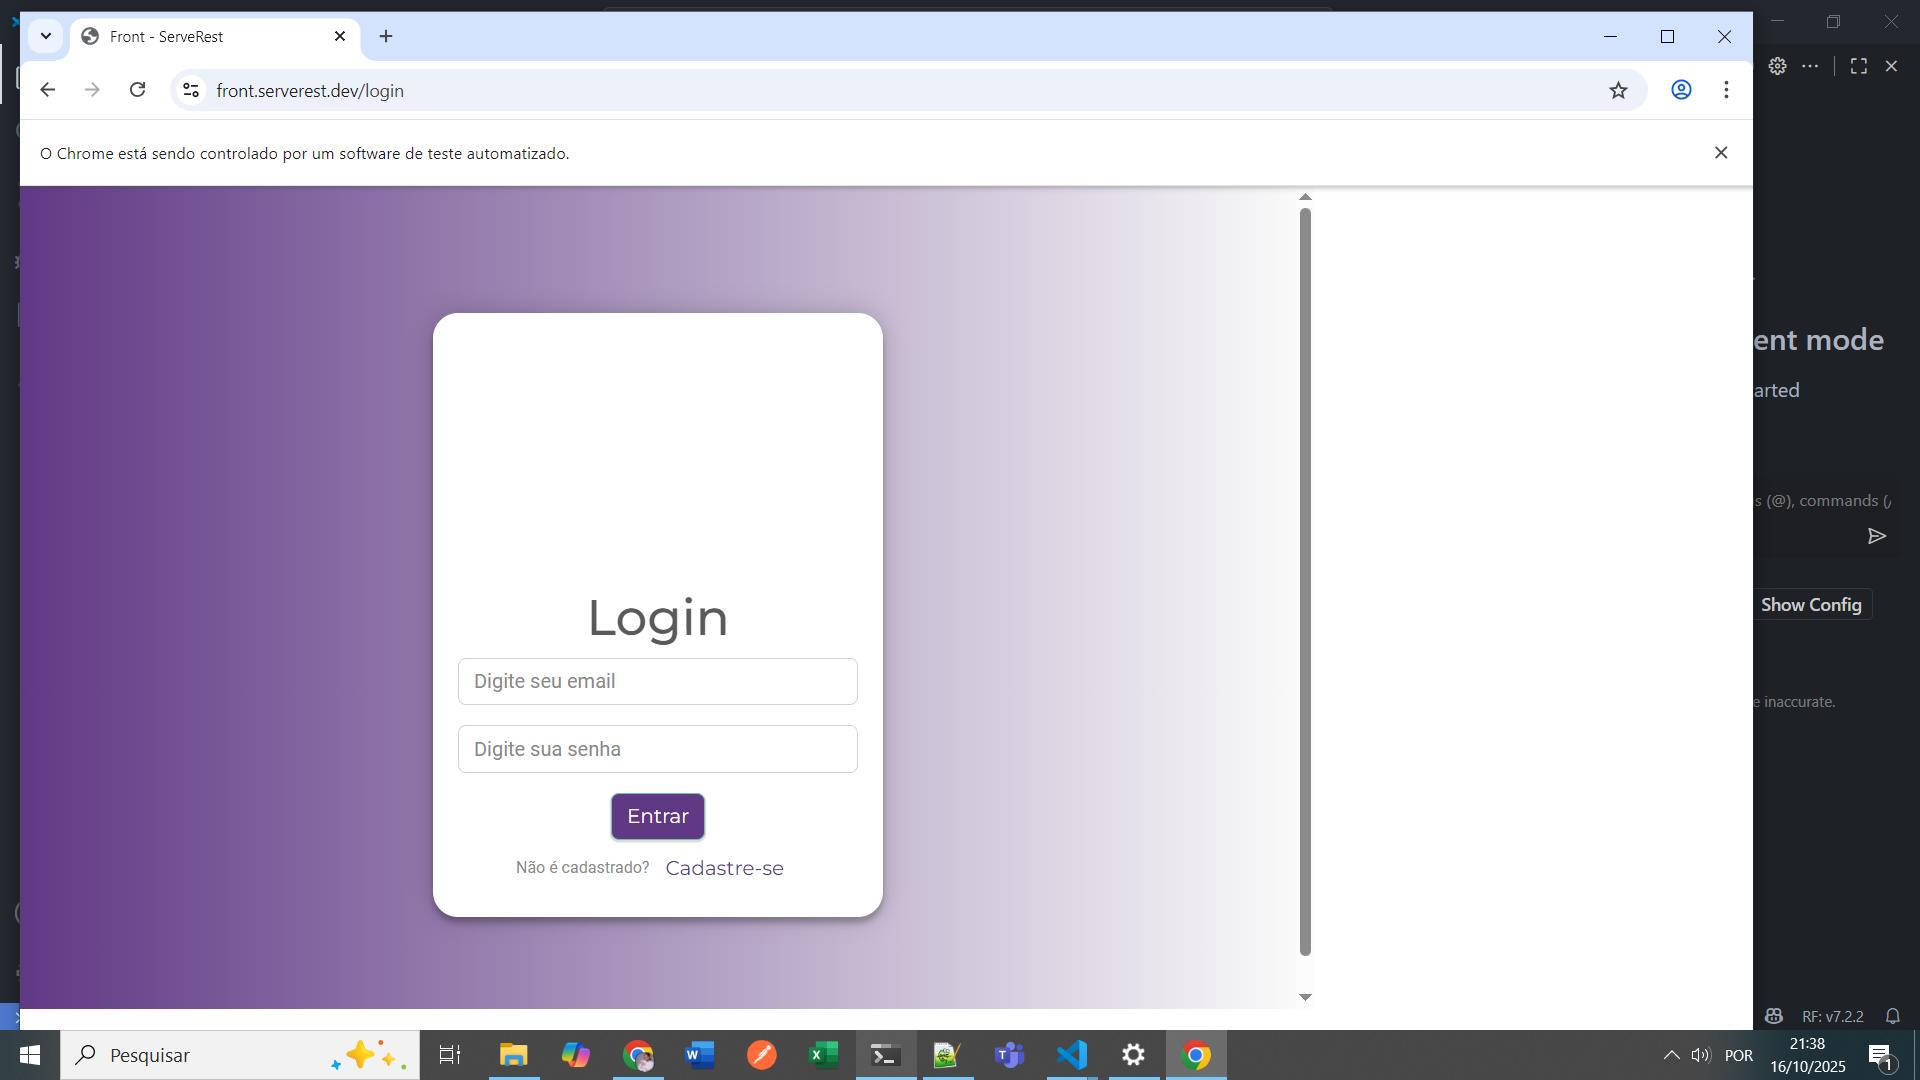 Front - ServeRest
front.serverest.dev/login
O Chrome está sendo controlado por um software de teste automatizado.
ent mode
arted
s (@), commands (/
Show Config
e inaccurate.
Login
Digite seu email
Digite sua senha
Entrar
Não é cadastrado? Cadastre-se
RF: v7.2.2
Pesquisar
POR
21:38
16/10/2025
1